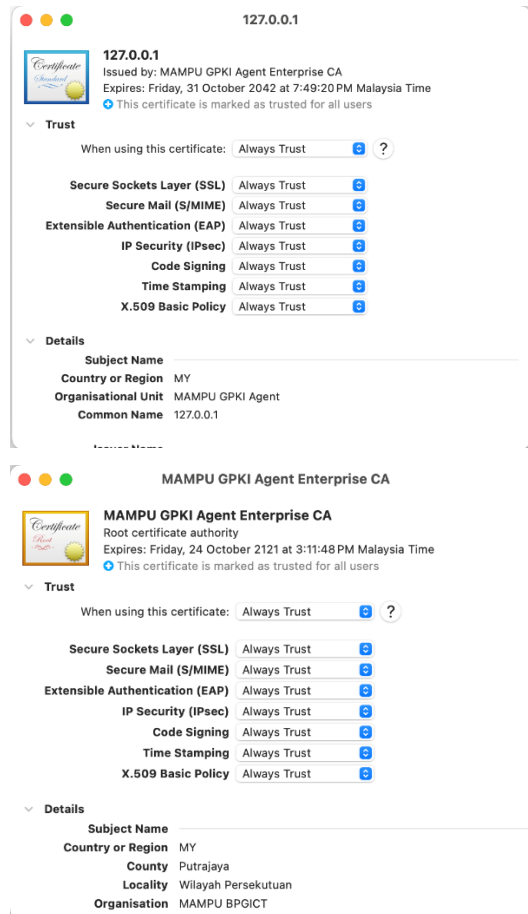 127.0.0.1
Certificate
Standard
127.0.0.1
Issued by: MAMPU GPKI Agent Enterprise CA
Expires: Friday, 31 October 2042 at 7:49:20 PM Malaysia Time
This certificate is marked as trusted for all users
Trust
When using this certificate: Always Trust ?
Secure Sockets Layer (SSL) Always Trust
Secure Mail (S/MIME) Always Trust
Extensible Authentication (EAP) Always Trust
IP Security (IPsec) Always Trust
Code Signing Always Trust
Time Stamping Always Trust
X.509 Basic Policy Always Trust
Details
Subject Name
Country or Region MY
Organisational Unit MAMPU GPKI Agent
Common Name 127.0.0.1
MAMPU GPKI Agent Enterprise CA
Certificate
Root
MAMPU GPKI Agent Enterprise CA
Root certificate authority
Expires: Friday, 24 October 2121 at 3:11:48 PM Malaysia Time
This certificate is marked as trusted for all users
Trust
When using this certificate: Always Trust ?
Secure Sockets Layer (SSL) Always Trust
Secure Mail (S/MIME) Always Trust
Extensible Authentication (EAP) Always Trust
IP Security (IPsec) Always Trust
Code Signing Always Trust
Time Stamping Always Trust
X.509 Basic Policy Always Trust
Details
Subject Name
Country or Region MY
County Putrajaya
Locality Wilayah Persekutuan
Organisation MAMPU BPGICT